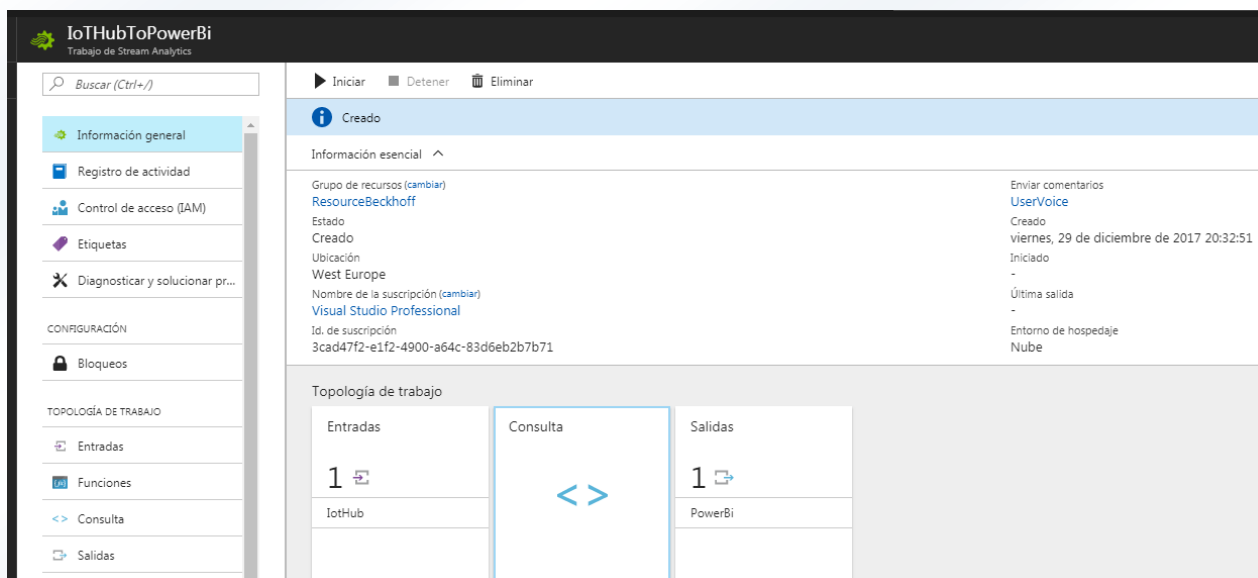 IoTHubToPowerBi
Trabajo de Stream Analytics
Buscar (Ctrl+/)
Información general
Registro de actividad
Control de acceso (IAM)
Etiquetas
Diagnosticar y solucionar pr...
CONFIGURACIÓN
Bloqueos
TOPOLOGÍA DE TRABAJO
Entradas
Funciones
<> Consulta
Salidas
Iniciar Detener Eliminar
Creado
Información esencial
Grupo de recursos (cambiar)
ResourceBeckhoff
Estado
Creado
Ubicación
West Europe
Nombre de la suscripción (cambiar)
Visual Studio Professional
Id. de suscripción
3cad47f2-e1f2-4900-a64c-83d6eb2b7b71
Enviar comentarios
UserVoice
Creado
viernes, 29 de diciembre de 2017 20:32:51
Iniciado
-
Última salida
-
Entorno de hospedaje
Nube
Topología de trabajo
Entradas
1
IotHub
Consulta
<>
Salidas
1
PowerBi